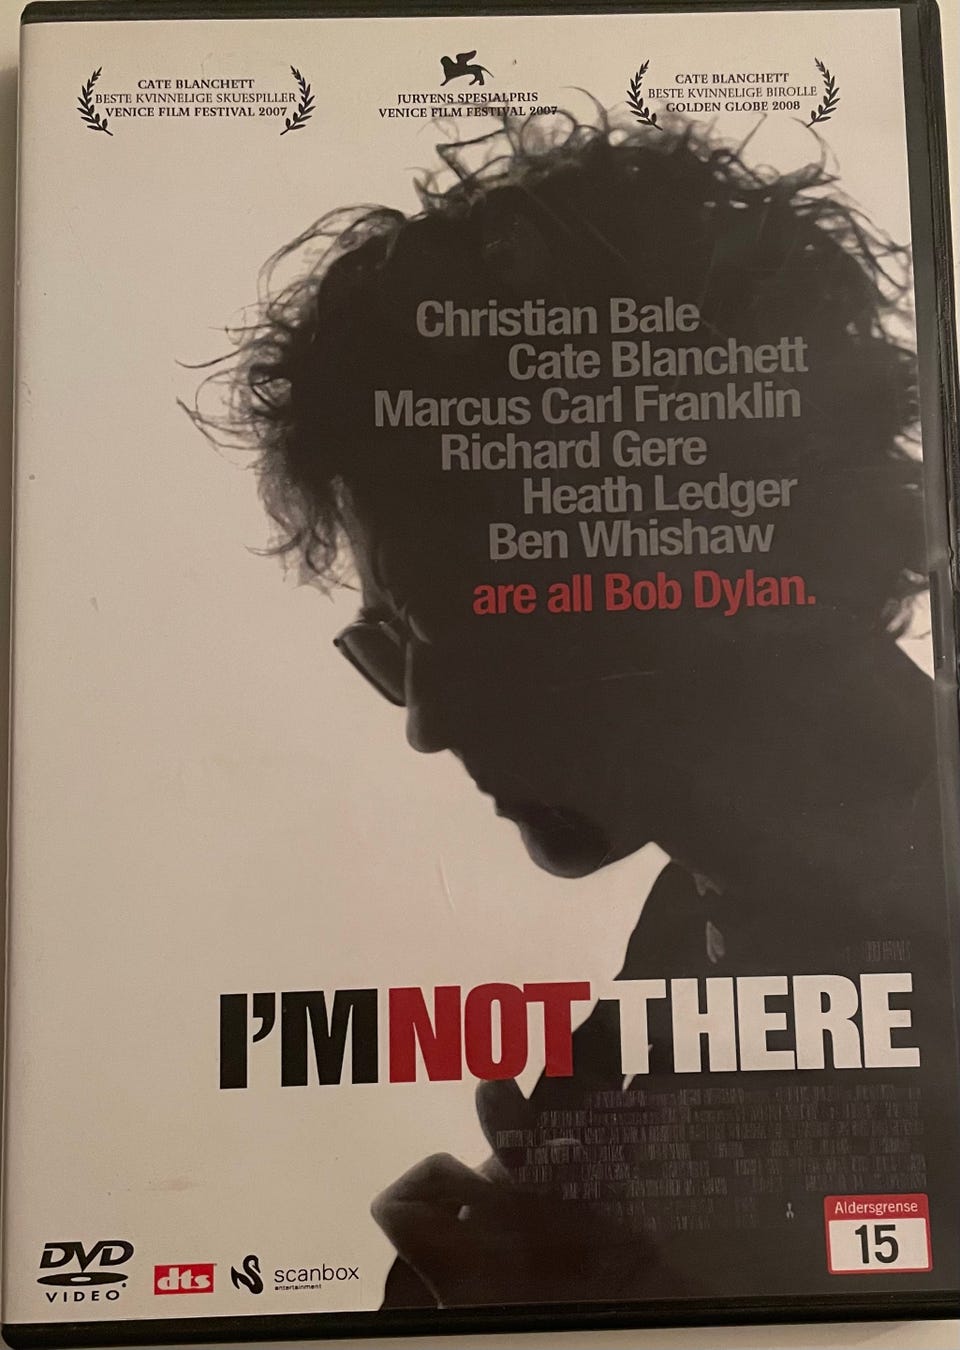 CATE BLANCHETT
BESTE KVINNELIGE SKUESPILLER
VENICE FILM FESTIVAL 2007
JURYENS SPESIALPRIS
VENICE FILM FESTIVAL 2007
CATE BLANCHETT
BESTE KVINNELIGE BIROLLE
GOLDEN GLOBE 2008
Christian Bale
Cate Blanchett
Marcus Carl Franklin
Richard Gere
Heath Ledger
Ben Whishaw
are all Bob Dylan.
I'M NOT THERE
Aldersgrense
15
DVD
VIDEO
dts
scanbox
entertainment